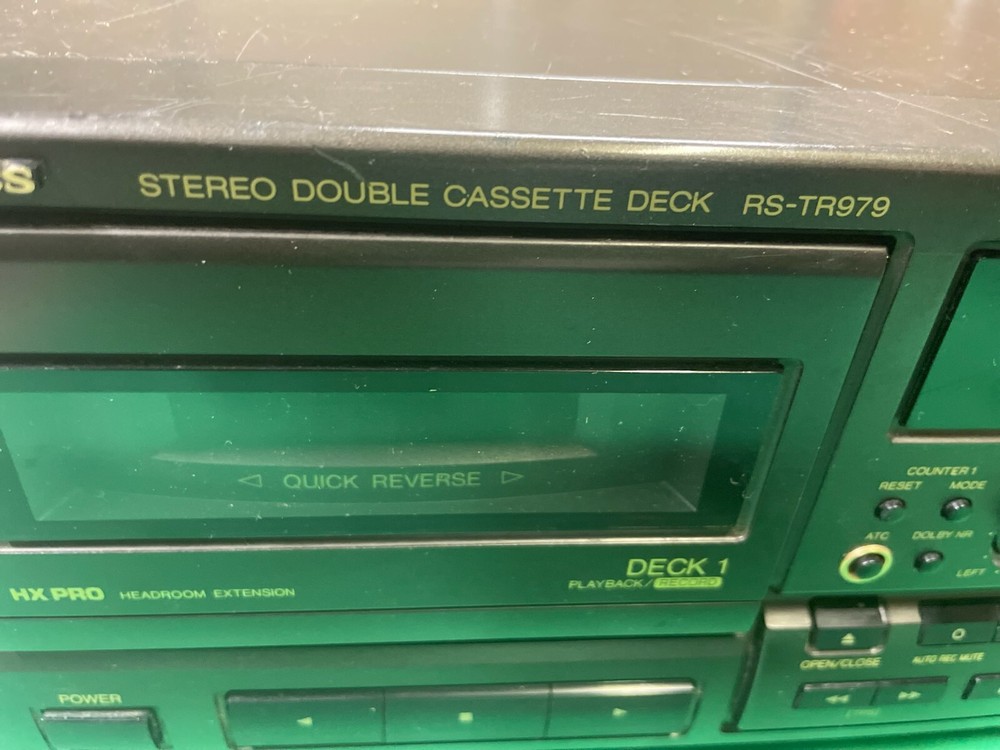 STEREO DOUBLE CASSETTE DECK RS-TR979
◁ QUICK REVERSE ▷
COUNTER 1
RESET MODE
ATC DOLBY NR
LEFT
DECK 1
PLAYBACK/RECORD
HX PRO HEADROOM EXTENSION
OPEN/CLOSE AUTO REC MUTE
POWER